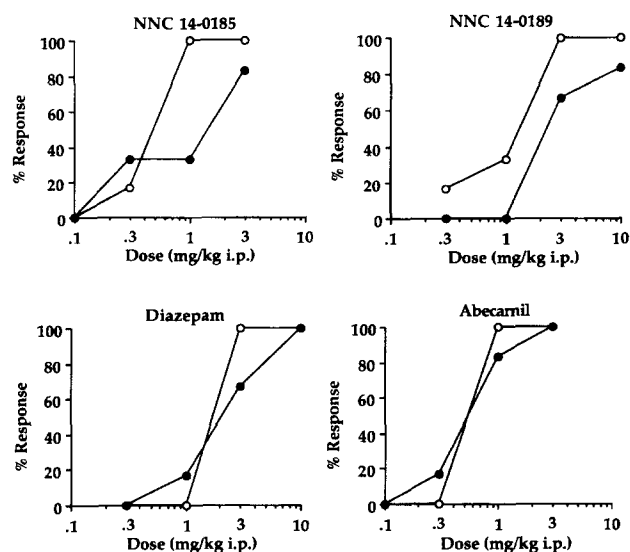 NNC 14-0185
NNC 14-0189
% Response
100
80
60
40
20
0
.1 .3 1 3 10
Dose (mg/kg i.p.)
% Response
100
80
60
40
20
0
.1 .3 1 3 10
Dose (mg/kg i.p.)
Diazepam
Abecarnil
% Response
100
80
60
40
20
0
.1 .3 1 3 10
Dose (mg/kg i.p.)
% Response
100
80
60
40
20
0
.1 .3 1 3 10
Dose (mg/kg i.p.)